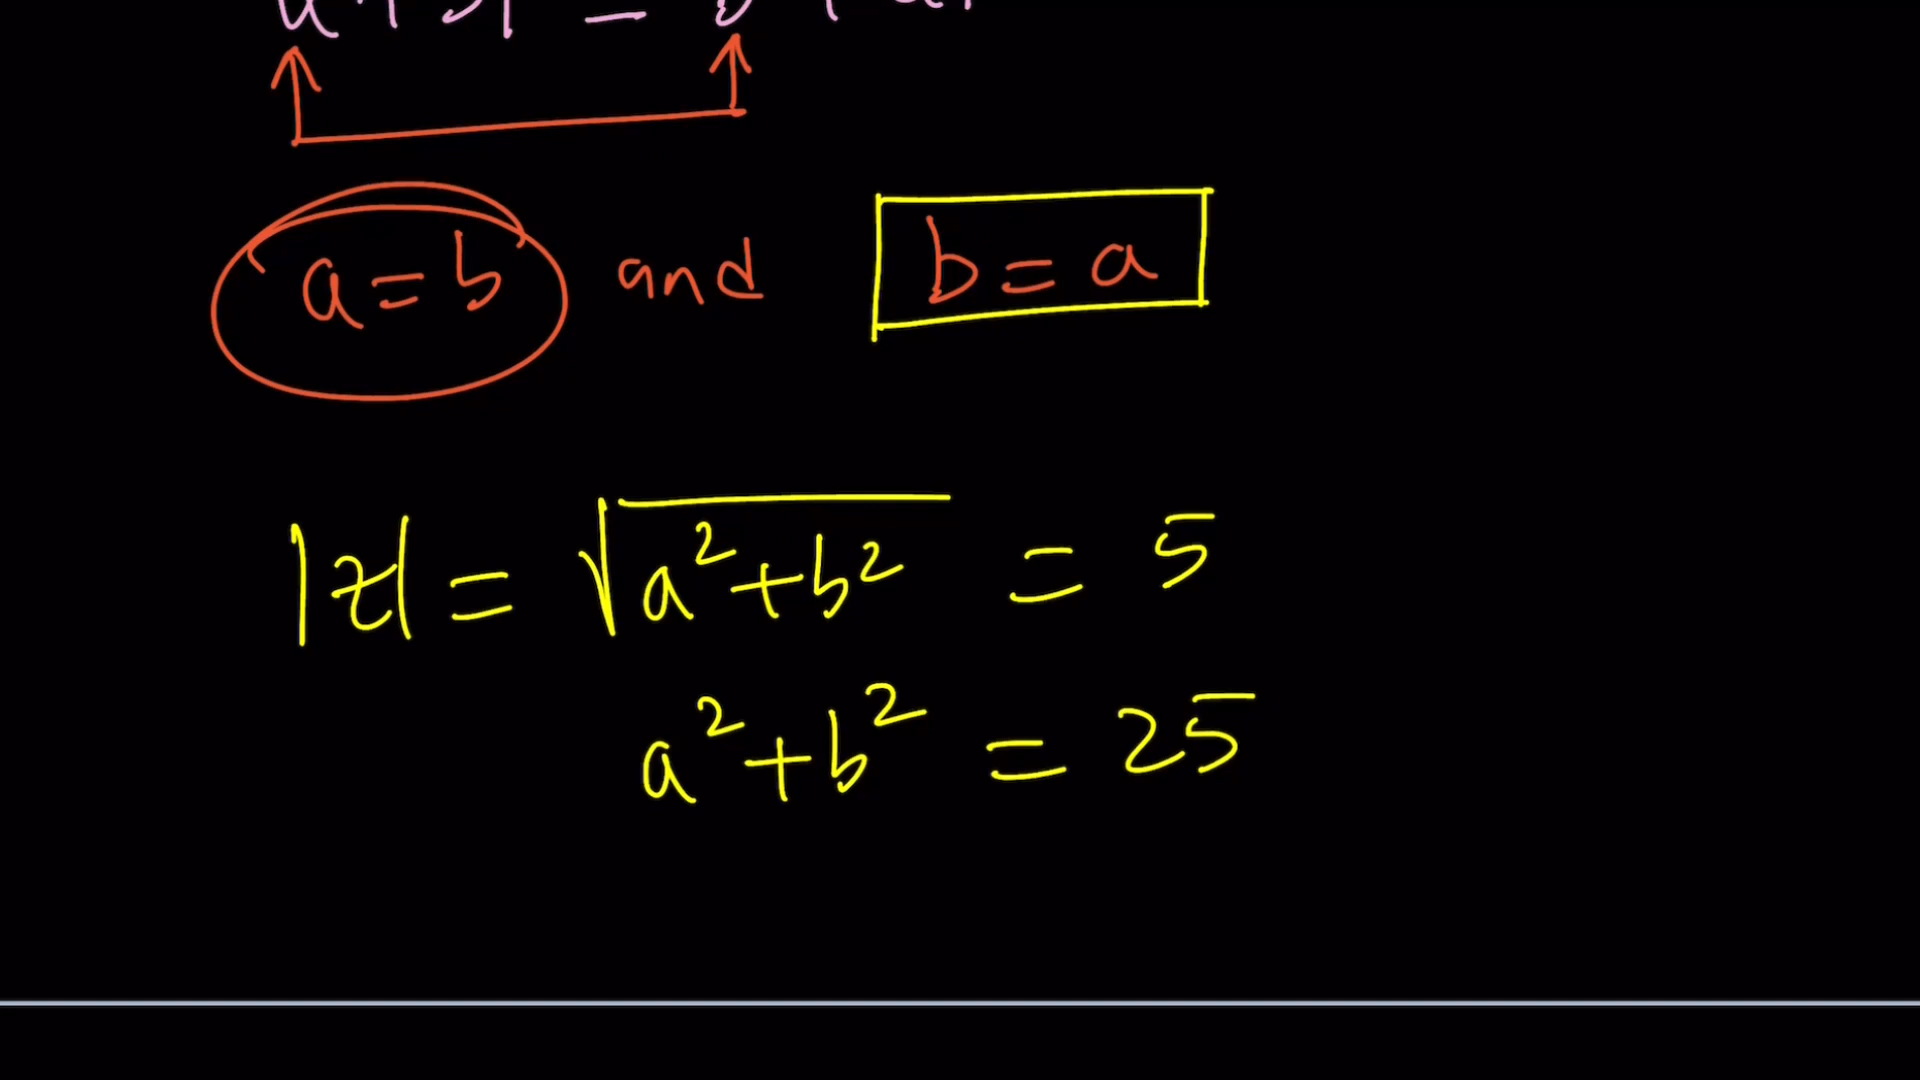 a = b and b = a
|z| = √(a²+b²) = 5
a²+b² = 25